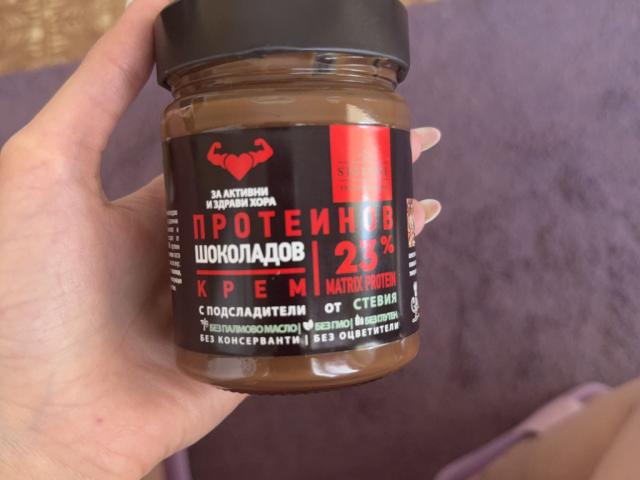 ЗА АКТИВНИ
И ЗДРАВИ ХОРА
ПРОТЕИНОВ
ШОКОЛАДОВ
КРЕМ
23%
MATRIX PROTEIN
С ПОДСЛАДИТЕЛИ ОТ СТЕВИЯ
БЕЗ ПАЛМОВО МАСЛО | БЕЗ ГМО | БЕЗ ГЛУТЕН
БЕЗ КОНСЕРВАНТИ | БЕЗ ОЦВЕТИТЕЛИ